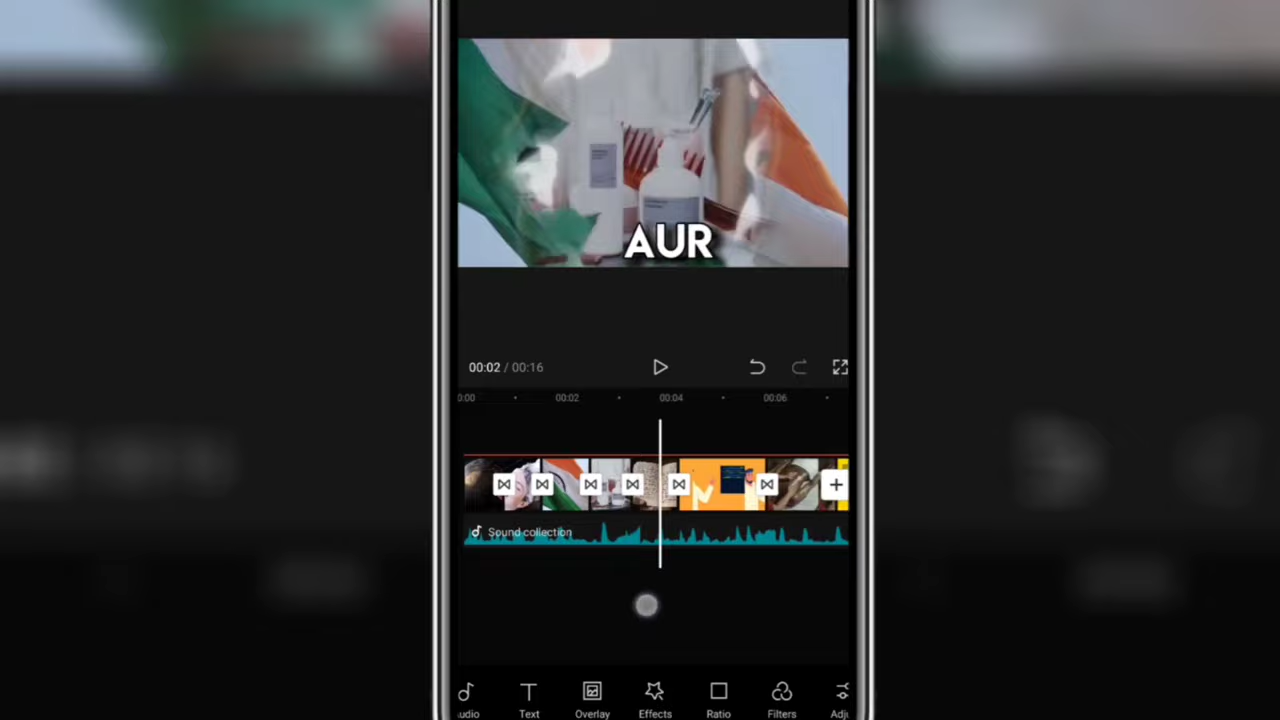 AUR
00:02 / 00:16
0:00
00:02
00:04
00:06
Sound collection
udio
Text
Overlay
Effects
Ratio
Filters
Adju